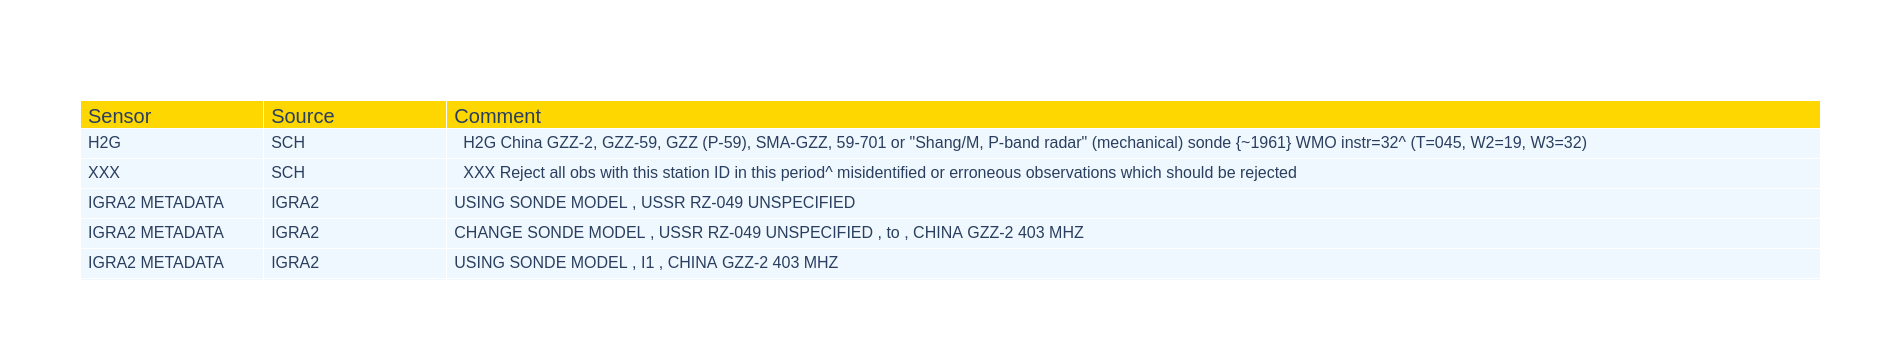 Sensor Source Comment
H2G SCH H2G China GZZ-2, GZZ-59, GZZ (P-59), SMA-GZZ, 59-701 or "Shang/M, P-band radar" (mechanical) sonde {~1961} WMO instr=32^ (T=045, W2=19, W3=32)
XXX SCH XXX Reject all obs with this station ID in this period^ misidentified or erroneous observations which should be rejected
IGRA2 METADATA IGRA2 USING SONDE MODEL , USSR RZ-049 UNSPECIFIED
IGRA2 METADATA IGRA2 CHANGE SONDE MODEL , USSR RZ-049 UNSPECIFIED , to , CHINA GZZ-2 403 MHZ
IGRA2 METADATA IGRA2 USING SONDE MODEL , I1 , CHINA GZZ-2 403 MHZ